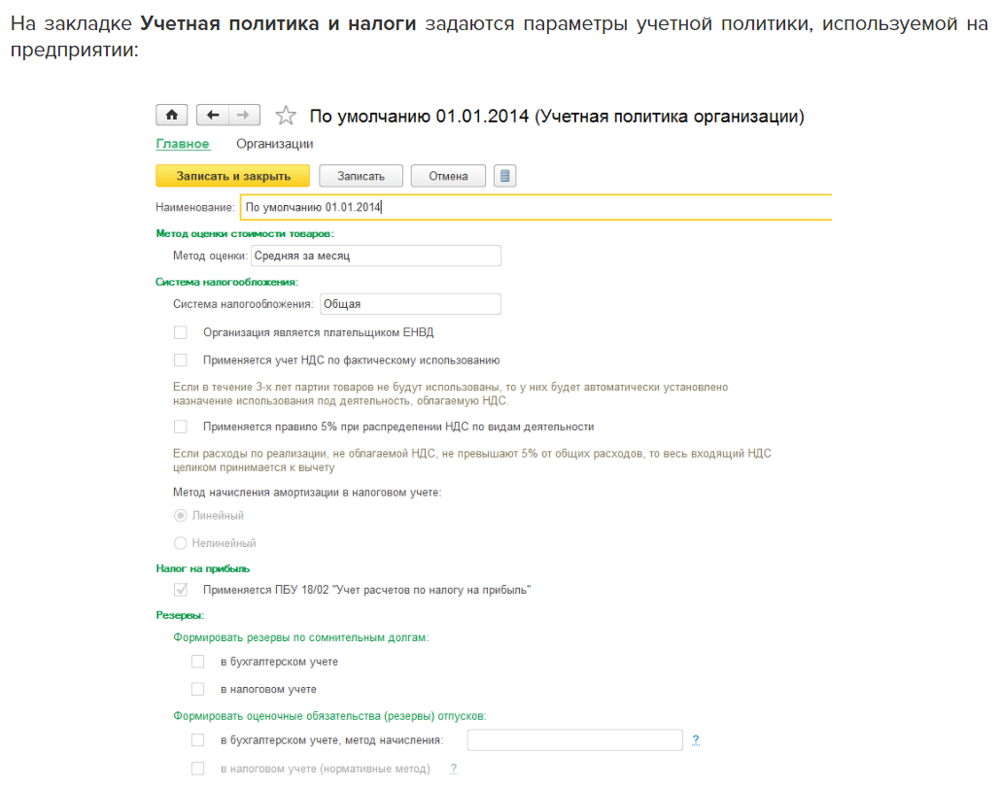 На закладке Учетная политика и налоги задаются параметры учетной политики, используемой на
предприятии:
По умолчанию 01.01.2014 (Учетная политика организации)
Главное Организации
Записать и закрыть Записать Отмена
Наименование: По умолчанию 01.01.2014
Метод оценки стоимости товаров:
Метод оценки: Средняя за месяц
Система налогообложения:
Система налогообложения: Общая
Организация является плательщиком ЕНВД
Применяется учет НДС по фактическому использованию
Если в течение 3-х лет партии товаров не будут использованы, то у них будет автоматически установлено
назначение использования под деятельность, облагаемую НДС.
Применяется правило 5% при распределении НДС по видам деятельности
Если расходы по реализации, не облагаемой НДС, не превышают 5% от общих расходов, то весь входящий НДС
целиком принимается к вычету
Метод начисления амортизации в налоговом учете:
Линейный
Нелинейный
Налог на прибыль
Применяется ПБУ 18/02 "Учет расчетов по налогу на прибыль"
Резервы:
Формировать резервы по сомнительным долгам:
в бухгалтерском учете
в налоговом учете
Формировать оценочные обязательства (резервы) отпусков:
в бухгалтерском учете, метод начисления: ?
в налоговом учете (нормативные метод) ?